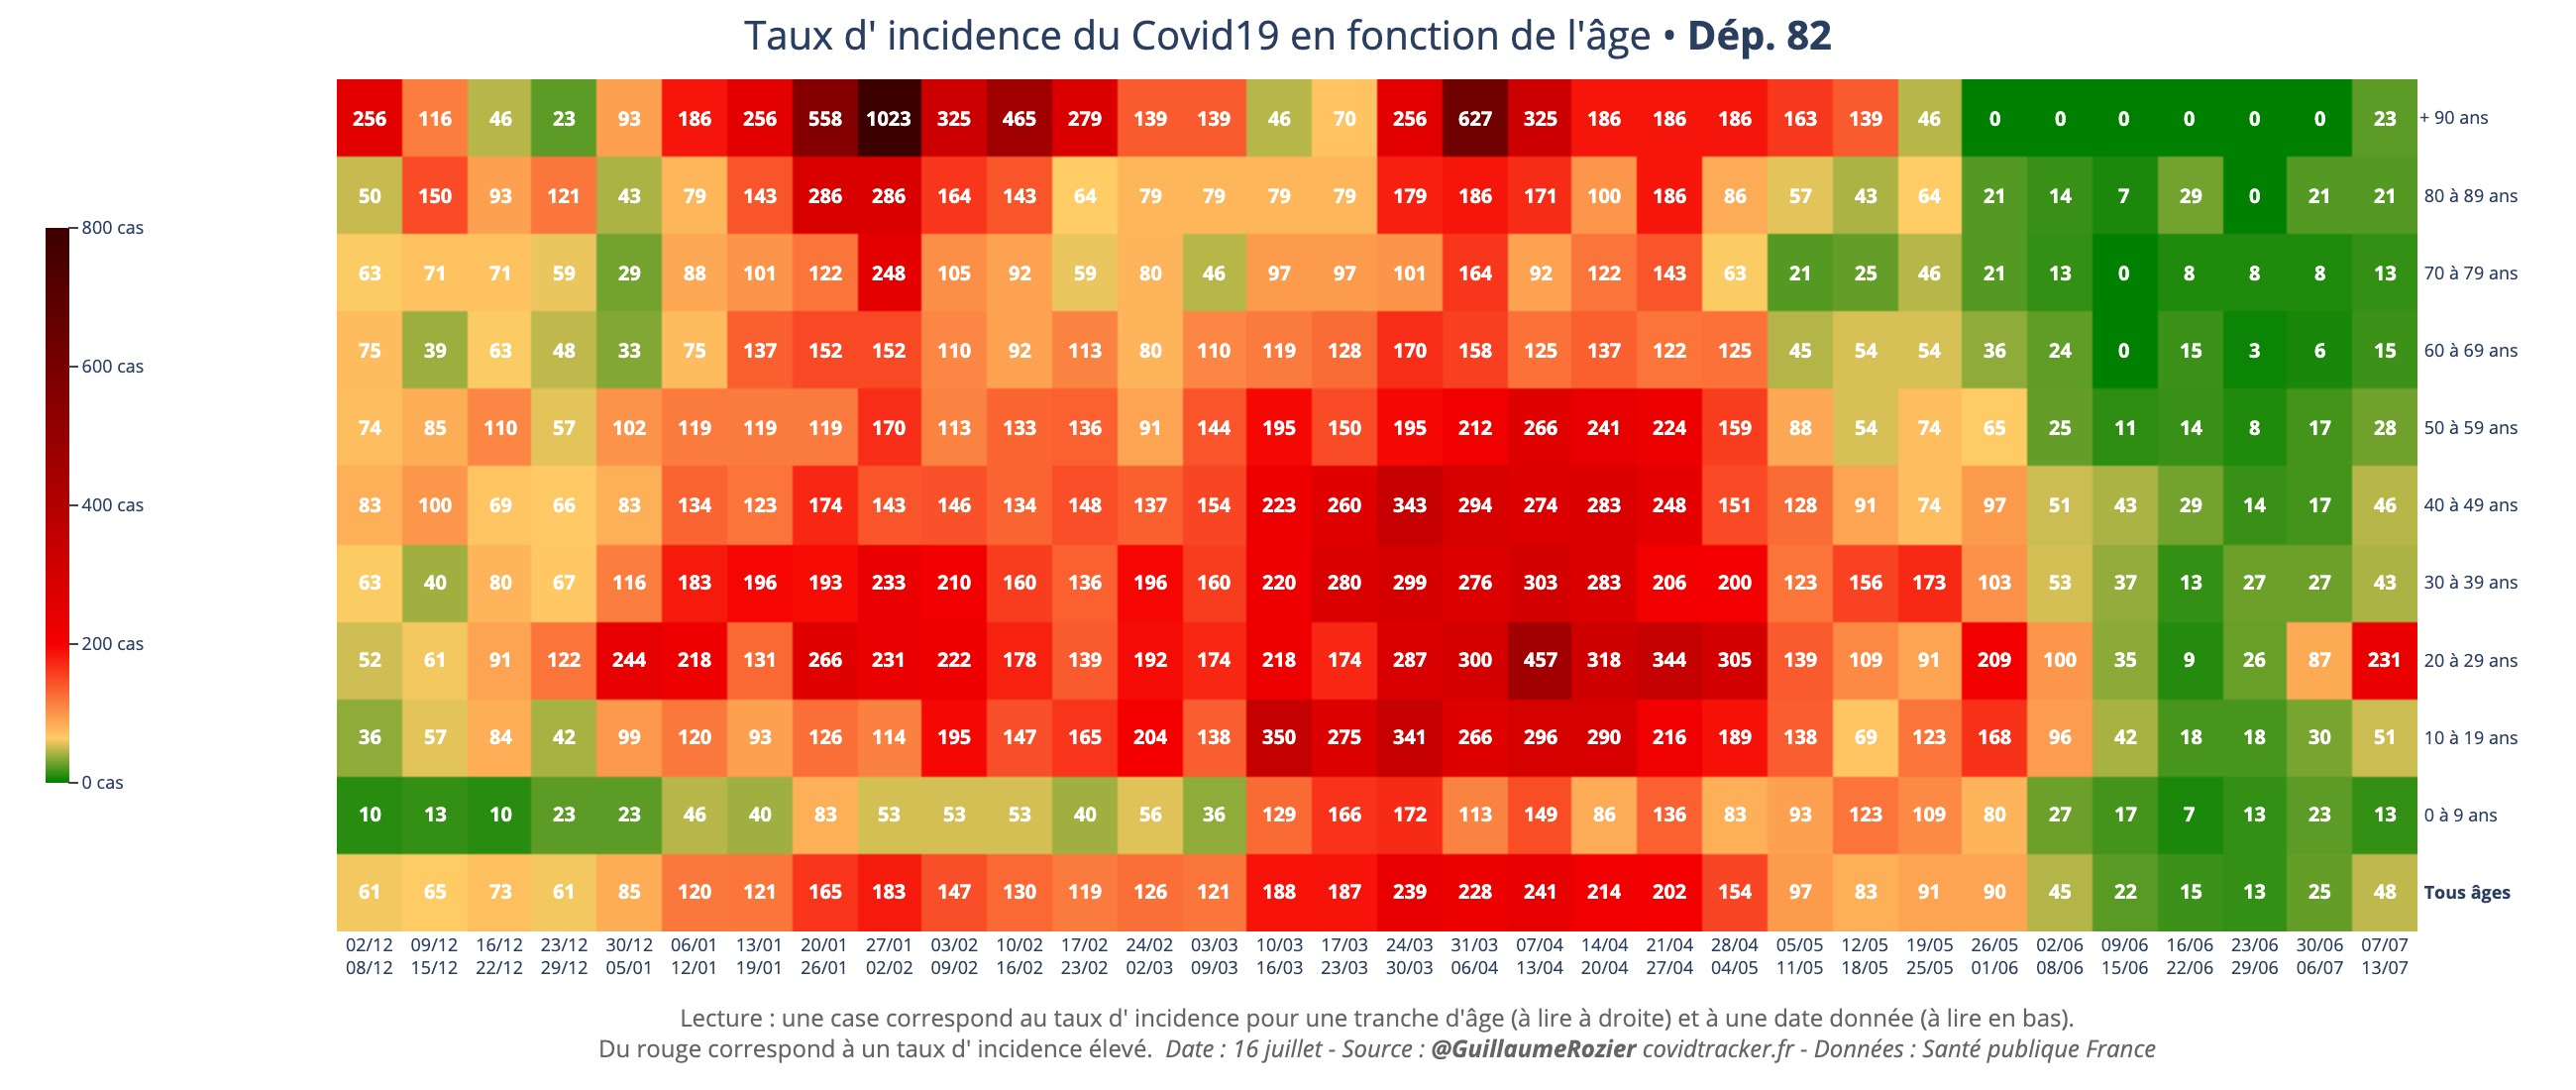 Taux d' incidence du Covid19 en fonction de l'âge • Dép. 82
256 116 46 23 93 186 256 558 1023 325 465 279 139 139 46 70 256 627 325 186 186 186 163 139 46 0 0 0 0 0 0 23 + 90 ans
50 150 93 121 43 79 143 286 286 164 143 64 79 79 79 79 179 186 171 100 186 86 57 43 64 21 14 7 29 0 21 21 80 à 89 ans
800 cas
63 71 71 59 29 88 101 122 248 105 92 59 80 46 97 97 101 164 92 122 143 63 21 25 46 21 13 0 8 8 8 13 70 à 79 ans
75 39 63 48 33 75 137 152 152 110 92 113 80 110 119 128 170 158 125 137 122 125 45 54 54 36 24 0 15 3 6 15 60 à 69 ans
600 cas
74 85 110 57 102 119 119 119 170 113 133 136 91 144 195 150 195 212 266 241 224 159 88 54 74 65 25 11 14 8 17 28 50 à 59 ans
400 cas
83 100 69 66 83 134 123 174 143 146 134 148 137 154 223 260 343 294 274 283 248 151 128 91 74 97 51 43 29 14 17 46 40 à 49 ans
63 40 80 67 116 183 196 193 233 210 160 136 196 160 220 280 299 276 303 283 206 200 123 156 173 103 53 37 13 27 27 43 30 à 39 ans
200 cas
52 61 91 122 244 218 131 266 231 222 178 139 192 174 218 174 287 300 457 318 344 305 139 109 91 209 100 35 9 26 87 231 20 à 29 ans
36 57 84 42 99 120 93 126 114 195 147 165 204 138 350 275 341 266 296 290 216 189 138 69 123 168 96 42 18 18 30 51 10 à 19 ans
0 cas
10 13 10 23 23 46 40 83 53 53 53 40 56 36 129 166 172 113 149 86 136 83 93 123 109 80 27 17 7 13 23 13 0 à 9 ans
61 65 73 61 85 120 121 165 183 147 130 119 126 121 188 187 239 228 241 214 202 154 97 83 91 90 45 22 15 13 25 48 Tous âges
02/12 09/12 16/12 23/12 30/12 06/01 13/01 20/01 27/01 03/02 10/02 17/02 24/02 03/03 10/03 17/03 24/03 31/03 07/04 14/04 21/04 28/04 05/05 12/05 19/05 26/05 02/06 09/06 16/06 23/06 30/06 07/07
08/12 15/12 22/12 29/12 05/01 12/01 19/01 26/01 02/02 09/02 16/02 23/02 02/03 09/03 16/03 23/03 30/03 06/04 13/04 20/04 27/04 04/05 11/05 18/05 25/05 01/06 08/06 15/06 22/06 29/06 06/07 13/07
Lecture : une case correspond au taux d' incidence pour une tranche d'âge (à lire à droite) et à une date donnée (à lire en bas).
Du rouge correspond à un taux d' incidence élevé. Date : 16 juillet - Source : @GuillaumeRozier covidtracker.fr - Données : Santé publique France